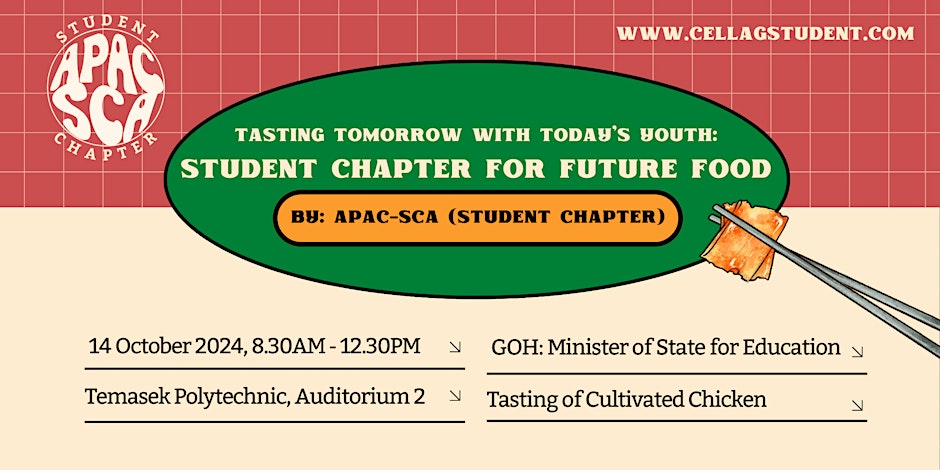 STUDENT
APAC
SCA
CHAPTER
WWW.CELLAGSTUDENT.COM
TASTING TOMORROW WITH TODAY'S YOUTH:
STUDENT CHAPTER FOR FUTURE FOOD
BY: APAC-SCA (STUDENT CHAPTER)
14 October 2024, 8.30AM - 12.30PM
GOH: Minister of State for Education
Temasek Polytechnic, Auditorium 2
Tasting of Cultivated Chicken